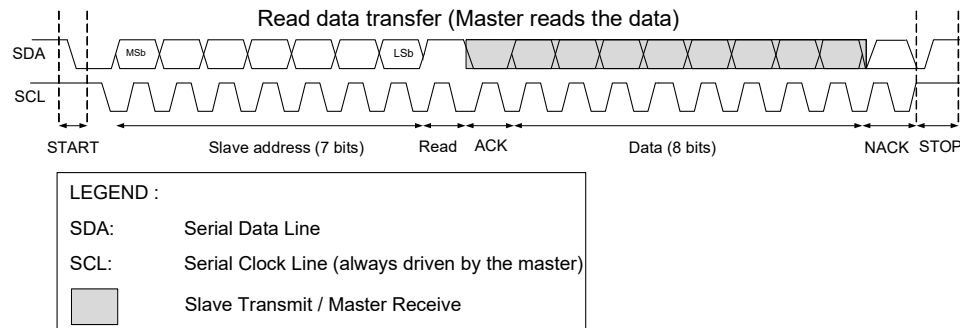 Read data transfer (Master reads the data)
SDA
MSb
LSb
SCL
START
Slave address (7 bits)
Read
ACK
Data (8 bits)
NACK
STOP
LEGEND :
SDA: Serial Data Line
SCL: Serial Clock Line (always driven by the master)
Slave Transmit / Master Receive